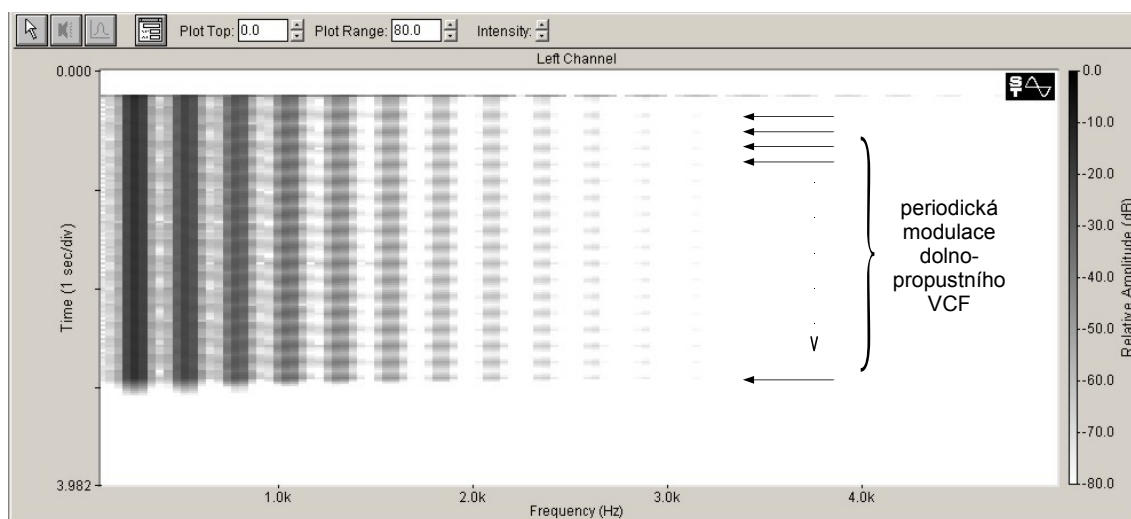 Plot Top: 0.0 Plot Range: 80.0 Intensity:
Left Channel
0.000
3.982
Time (1 sec/div)
1.0k 2.0k 3.0k 4.0k
Frequency (Hz)
S
T
periodická
modulace
dolno-
propustního
VCF
0.0
-10.0
-20.0
-30.0
-40.0
-50.0
-60.0
-70.0
-80.0
Relative Amplitude (dB)